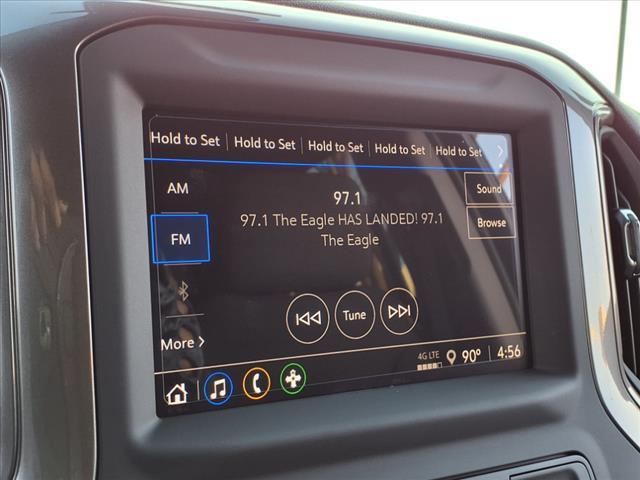 Hold to Set Hold to Set Hold to Set Hold to Set Hold to Set
AM
97.1
Sound
97.1 The Eagle HAS LANDED! 97.1
The Eagle
FM
Browse
Tune
More
4G LTE 90° 4:56